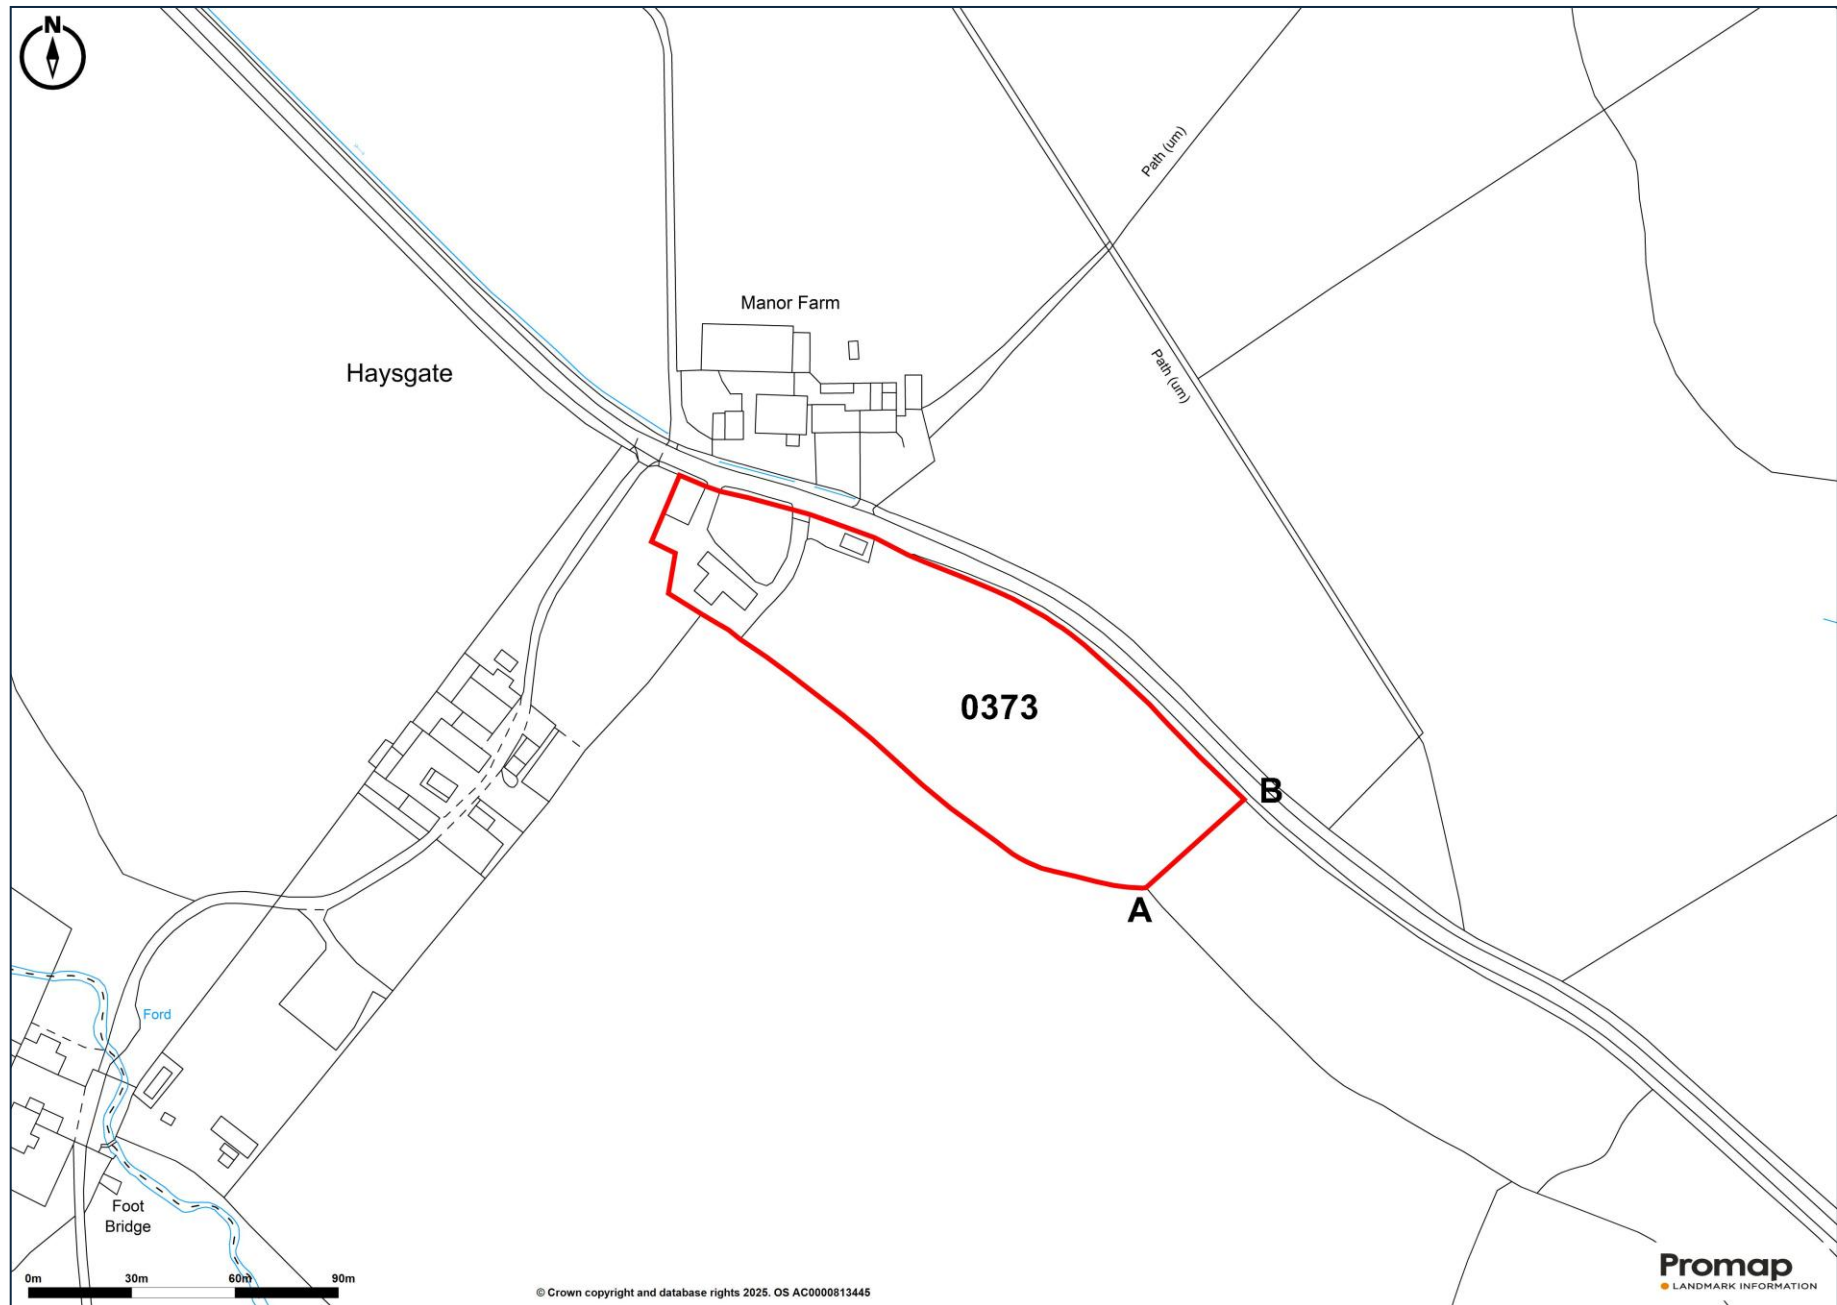 N
Path (um)
Manor Farm
Path (um)
Haysgate
0373
B
A
Ford
Foot
Bridge
0m 30m 60m 90m
© Crown copyright and database rights 2025. OS AC0000813445
Promap
LANDMARK INFORMATION